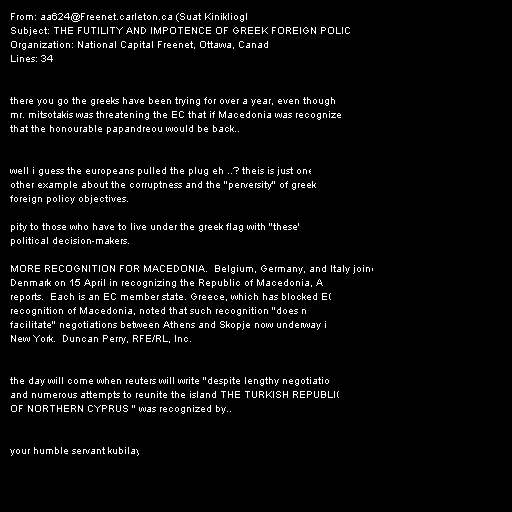 From: aa624@Freenet.carleton.ca (Suat Kinikliogl
Subject: THE FUTILITY AND IMPOTENCE OF GREEK FOREIGN POLIC
Organization: National Capital Freenet, Ottawa, Canad
Lines: 34
there you go the greeks have been trying for over a year, even though
mr. mitsotakis was threatening the EC that if Macedonia was recognize
that the honourable papandreou would be back..
well i guess the europeans pulled the plug eh ..? theis is just one
other example about the corruptness and the "perversity" of greek
foreign policy objectives.
pity to those who have to live under the greek flag with "these'
political decision-makers.
MORE RECOGNITION FOR MACEDONIA.  Belgium, Germany, and Italy joine
Denmark on 15 April in recognizing the Republic of Macedonia, A
reports.  Each is an EC member state. Greece, which has blocked E
recognition of Macedonia, noted that such recognition "does n
facilitate" negotiations between Athens and Skopje now underway i
New York.  Duncan Perry, RFE/RL, Inc.
the day will come when reuters will write "despite lengthy negotiatio
and numerous attempts to reunite the island THE TURKISH REPUBLI
OF NORTHERN CYPRUS " was recognized by..
your humble servant kubilay